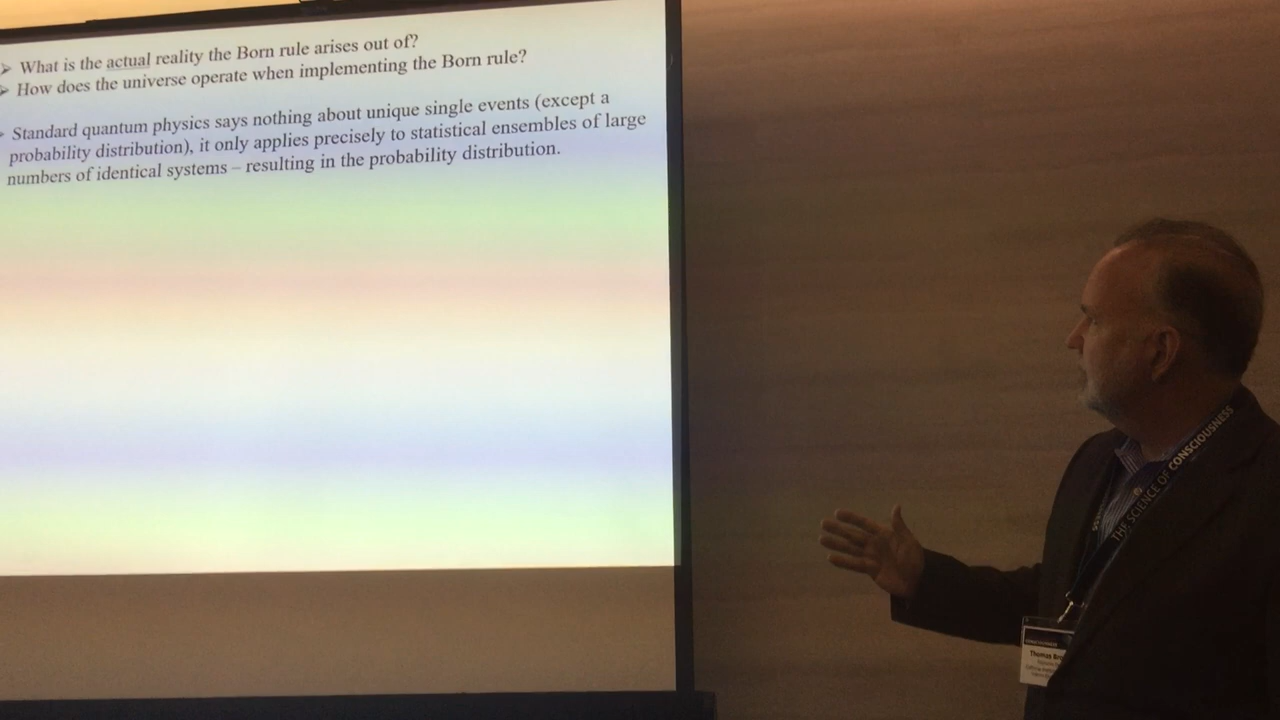 ➢ What is the actual reality the Born rule arises out of?
➢ How does the universe operate when implementing the Born rule?
➢ Standard quantum physics says nothing about unique single events (except a
probability distribution), it only applies precisely to statistical ensembles of large
numbers of identical systems – resulting in the probability distribution.
THE SCIENCE OF CONSCIOUSNESS
Thomas